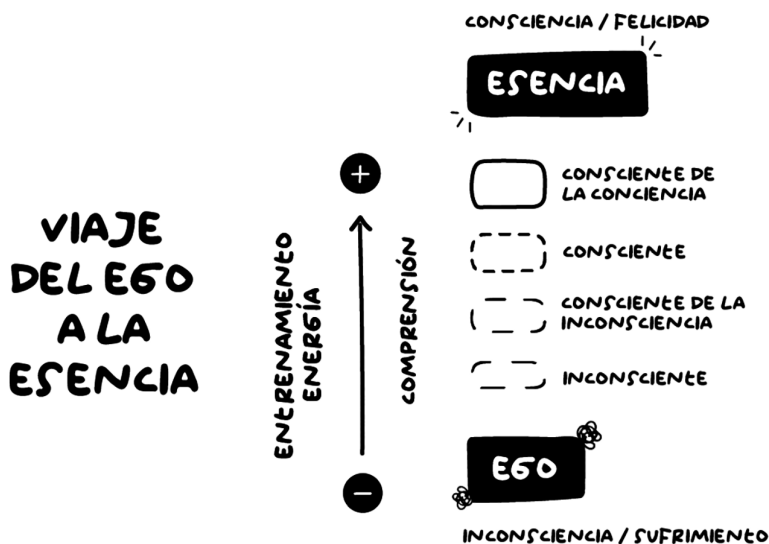 VIAJE
DEL EGO
A LA
ESENCIA
ENTRENAMIENTO
ENERGÍA
+
COMPRENSIÓN
-
CONSCIENCIA / FELICIDAD
ESENCIA
CONSCIENTE DE
LA CONCIENCIA
CONSCIENTE
CONSCIENTE DE LA
INCONSCIENCIA
INCONSCIENTE
EGO
INCONSCIENCIA / SUFRIMIENTO